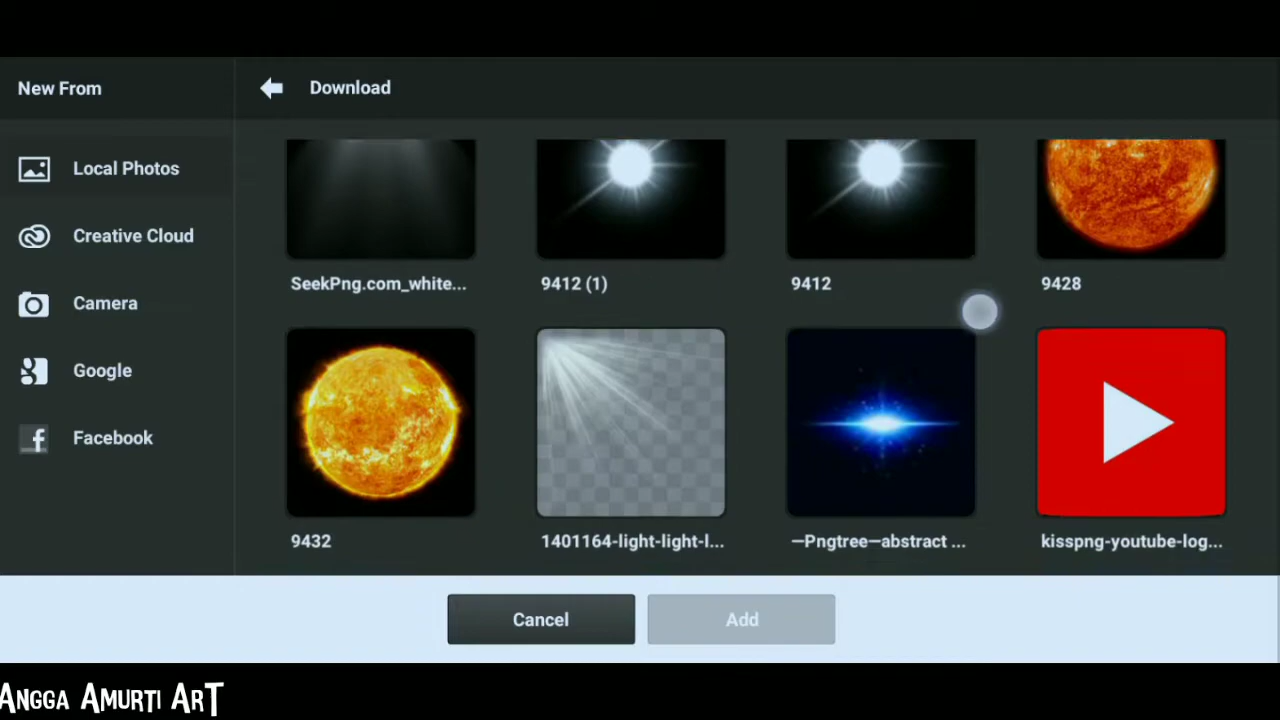 New From
Download
Local Photos
Creative Cloud
Camera
Google
Facebook
SeekPng.com_white...
9412 (1)
9412
9428
9432
1401164-light-light-l...
—Pngtree—abstract ...
kisspng-youtube-log...
Cancel
Add
ANGGA AMURTI ART